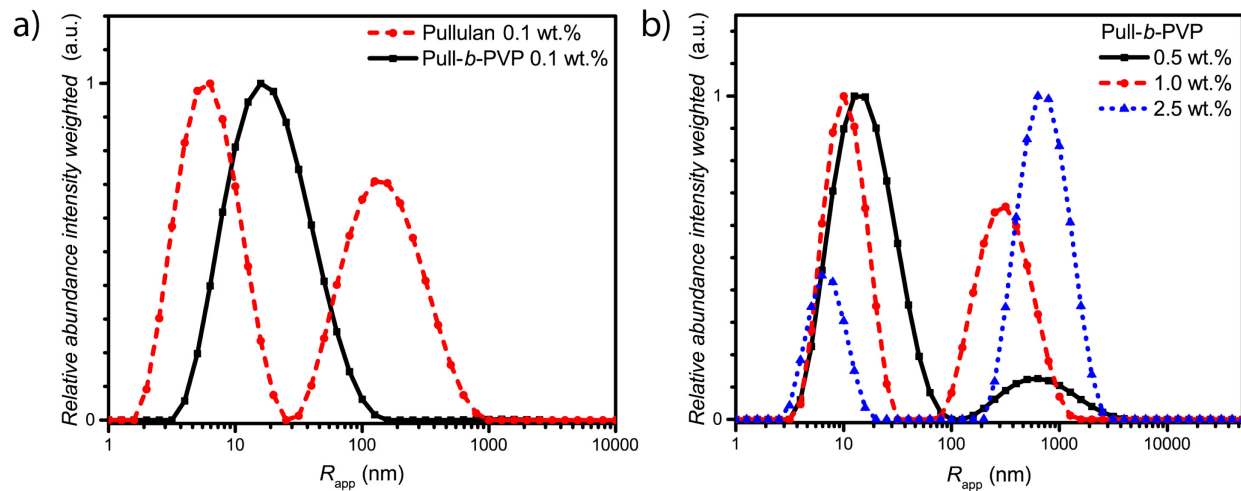 a)
Relative abundance intensity weighted (a.u.)
1
0
Pullulan 0.1 wt.%
Pull-b-PVP 0.1 wt.%
1
10
100
1000
10000
Rapp (nm)
b)
Relative abundance intensity weighted (a.u.)
1
0
Pull-b-PVP
0.5 wt.%
1.0 wt.%
2.5 wt.%
1
10
100
1000
10000
Rapp (nm)